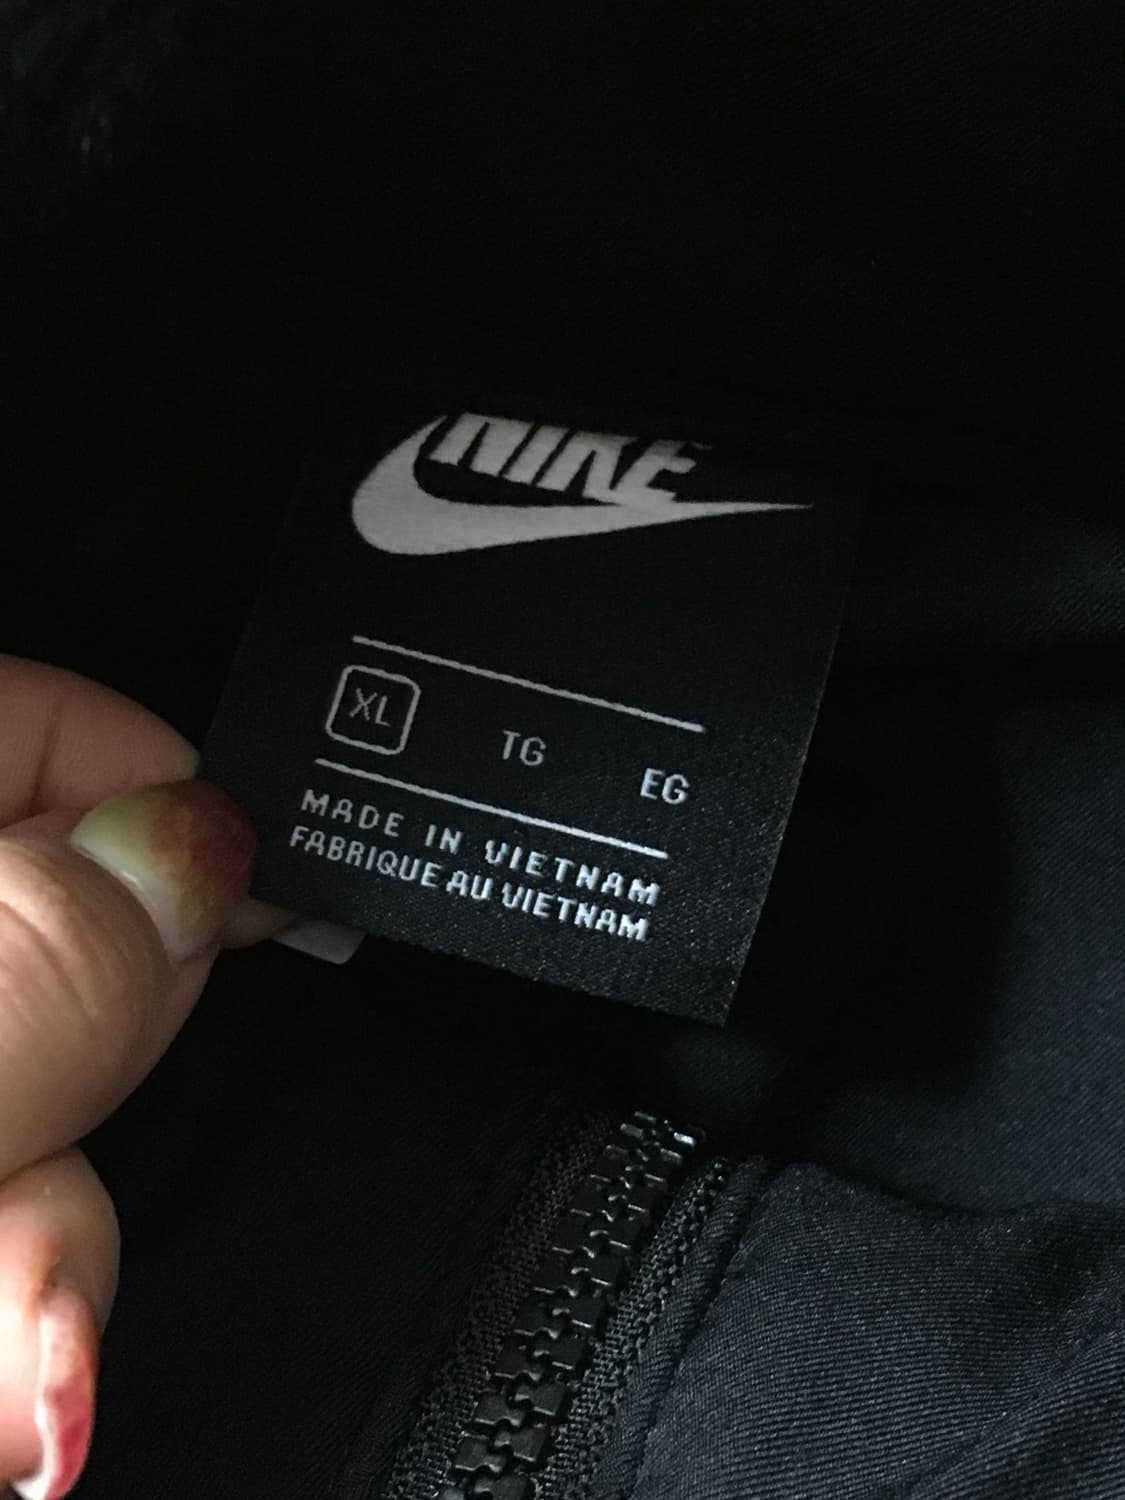 NIKE
XL TG EG
MADE IN VIETNAM
FABRIQUE AU VIETNAM